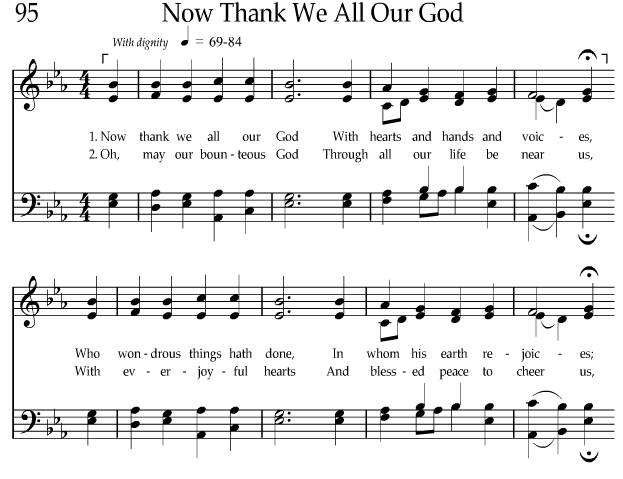 95 Now Thank We All Our God
With dignity ♩ = 69-84
1. Now thank we all our God With hearts and hands and voic - es,
2. Oh, may our boun - teous God Through all our life be near us,
Who won - drous things hath done, In whom his earth re - joic - es;
With ev - er - joy - ful hearts And bless - ed peace to cheer us,